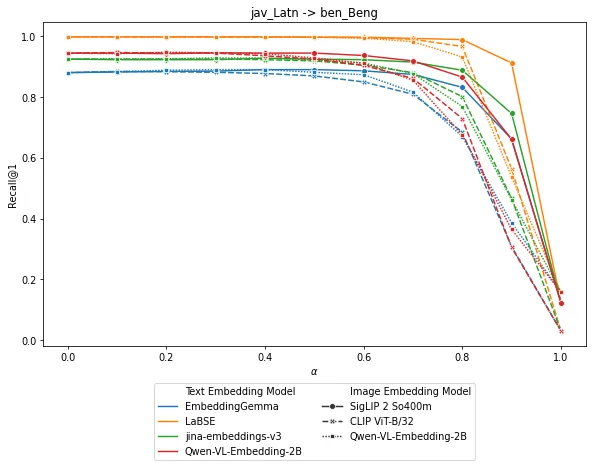 jav_Latn -> ben_Beng
Recall@1
1.0
0.8
0.6
0.4
0.2
0.0
0.0 0.2 0.4 0.6 0.8 1.0
α
Text Embedding Model
EmbeddingGemma
LaBSE
jina-embeddings-v3
Qwen-VL-Embedding-2B
Image Embedding Model
SigLIP 2 So400m
CLIP ViT-B/32
Qwen-VL-Embedding-2B